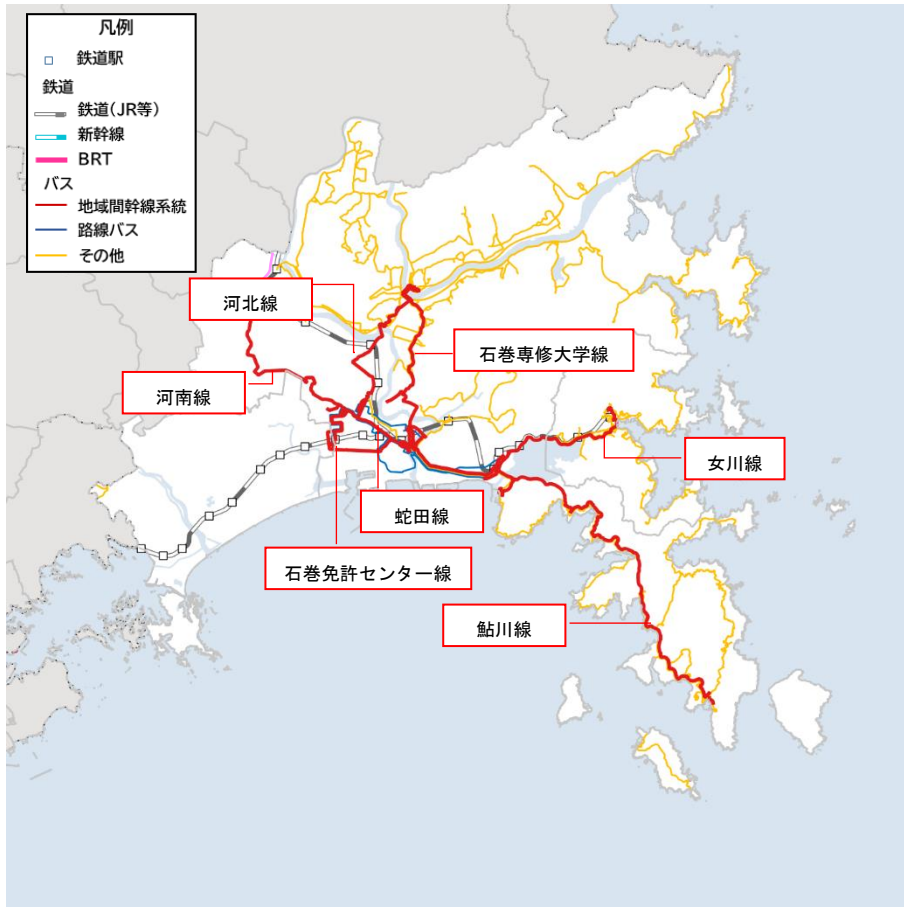 凡例
鉄道駅
鉄道
鉄道(JR等)
新幹線
BRT
バス
地域間幹線系統
路線バス
その他
河北線
石巻専修大学線
河南線
女川線
蛇田線
石巻免許センター線
鮎川線